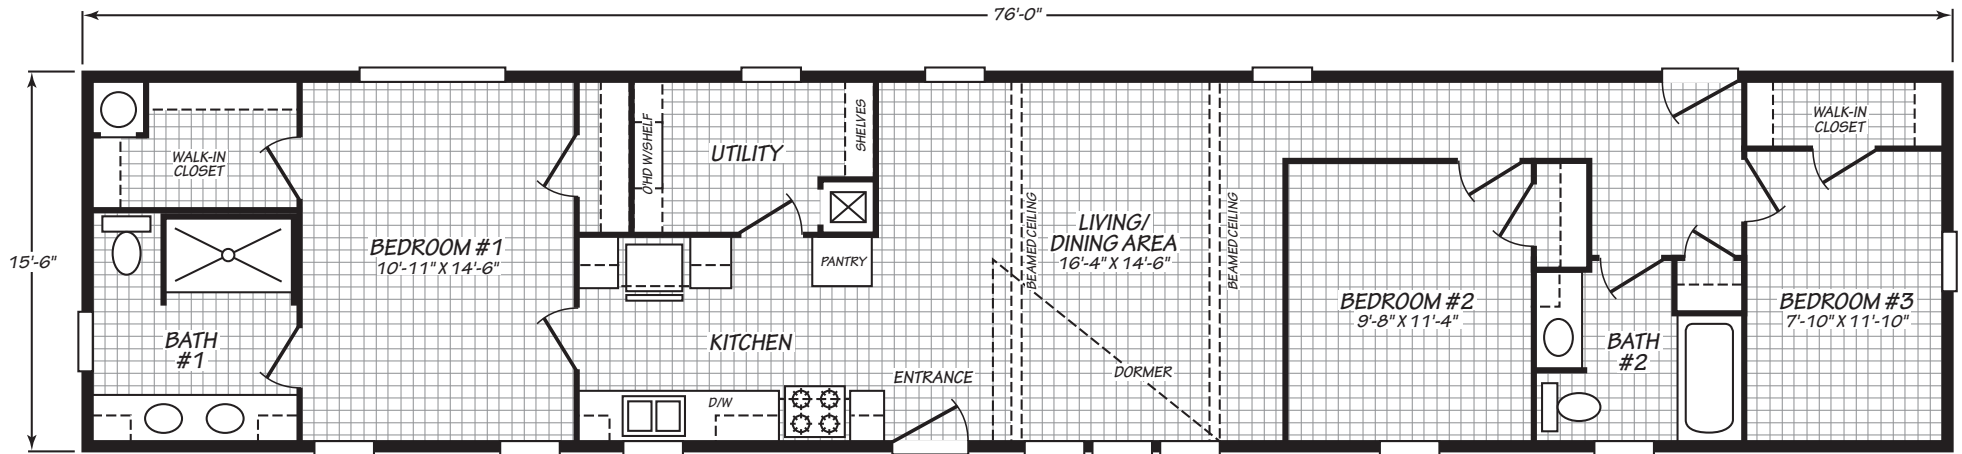 76'-0"
15'-6"
WALK-IN
CLOSET
BATH
#1
BEDROOM #1
10'-11" X 14'-6"
O'HD W/SHELF
UTILITY
SHELVES
PANTRY
KITCHEN
D/W
ENTRANCE
BEAMED CEILING
LIVING/
DINING AREA
16'-4" X 14'-6"
BEAMED CEILING
DORMER
BEDROOM #2
9'-8" X 11'-4"
BATH
#2
WALK-IN
CLOSET
BEDROOM #3
7'-10" X 11'-10"